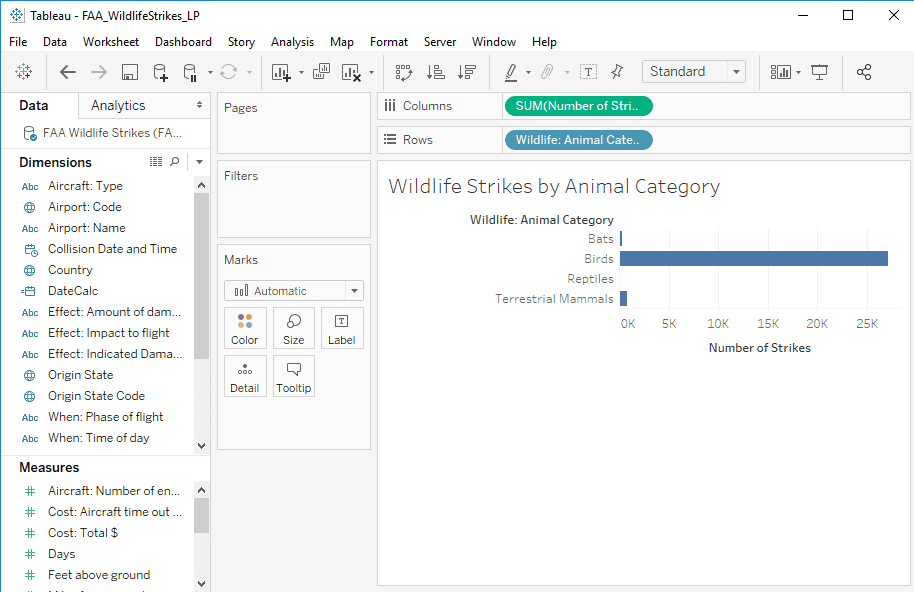 Tableau - FAA_WildlifeStrikes_LP
File Data Worksheet Dashboard Story Analysis Map Format Server Window Help
Standard
Data Analytics
FAA Wildlife Strikes (FA...
Dimensions
Abc Aircraft: Type
Airport: Code
Abc Airport: Name
Collision Date and Time
Country
DateCalc
Abc Effect: Amount of dam...
Abc Effect: Impact to flight
Abc Effect: Indicated Dama...
Origin State
Origin State Code
Abc When: Phase of flight
Abc When: Time of day
Measures
# Aircraft: Number of en...
# Cost: Aircraft time out ...
# Cost: Total $
# Days
# Feet above ground
Pages
Filters
Marks
Automatic
Color Size Label
Detail Tooltip
Columns SUM(Number of Stri..
Rows Wildlife: Animal Cate..
Wildlife Strikes by Animal Category
Wildlife: Animal Category
Bats
Birds
Reptiles
Terrestrial Mammals
0K 5K 10K 15K 20K 25K
Number of Strikes